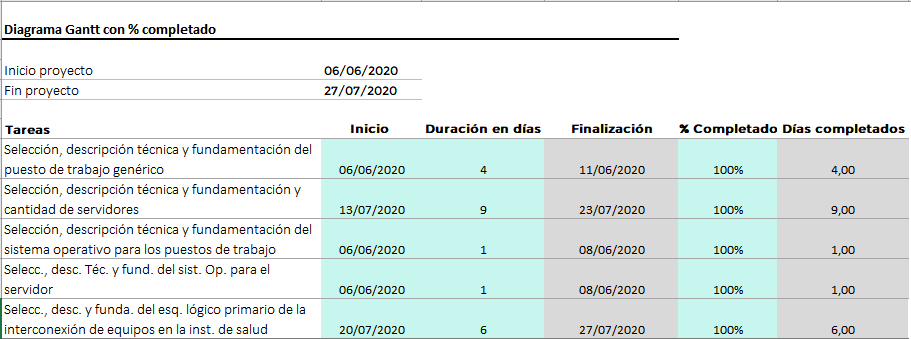 Diagrama Gantt con % completado
Inicio proyecto 06/06/2020
Fin proyecto 27/07/2020
Tareas Inicio Duración en días Finalización % Completado Días completados
Selección, descripción técnica y fundamentación del
puesto de trabajo genérico 06/06/2020 4 11/06/2020 100% 4,00
Selección, descripción técnica y fundamentación y
cantidad de servidores 13/07/2020 9 23/07/2020 100% 9,00
Selección, descripción técnica y fundamentación del
sistema operativo para los puestos de trabajo 06/06/2020 1 08/06/2020 100% 1,00
Selecc., desc. Téc. y fund. del sist. Op. para el
servidor 06/06/2020 1 08/06/2020 100% 1,00
Selecc., desc. y funda. del esq. lógico primario de la
interconexión de equipos en la inst. de salud 20/07/2020 6 27/07/2020 100% 6,00